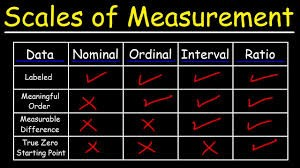 Scales of Measurement
Data Nominal Ordinal Interval Ratio
Labeled ✓ ✓ ✓ ✓
Meaningful Order ✗ ✓ ✓ ✓
Measurable Difference ✗ ✗ ✓ ✓
True Zero Starting Point ✗ ✗ ✗ ✓